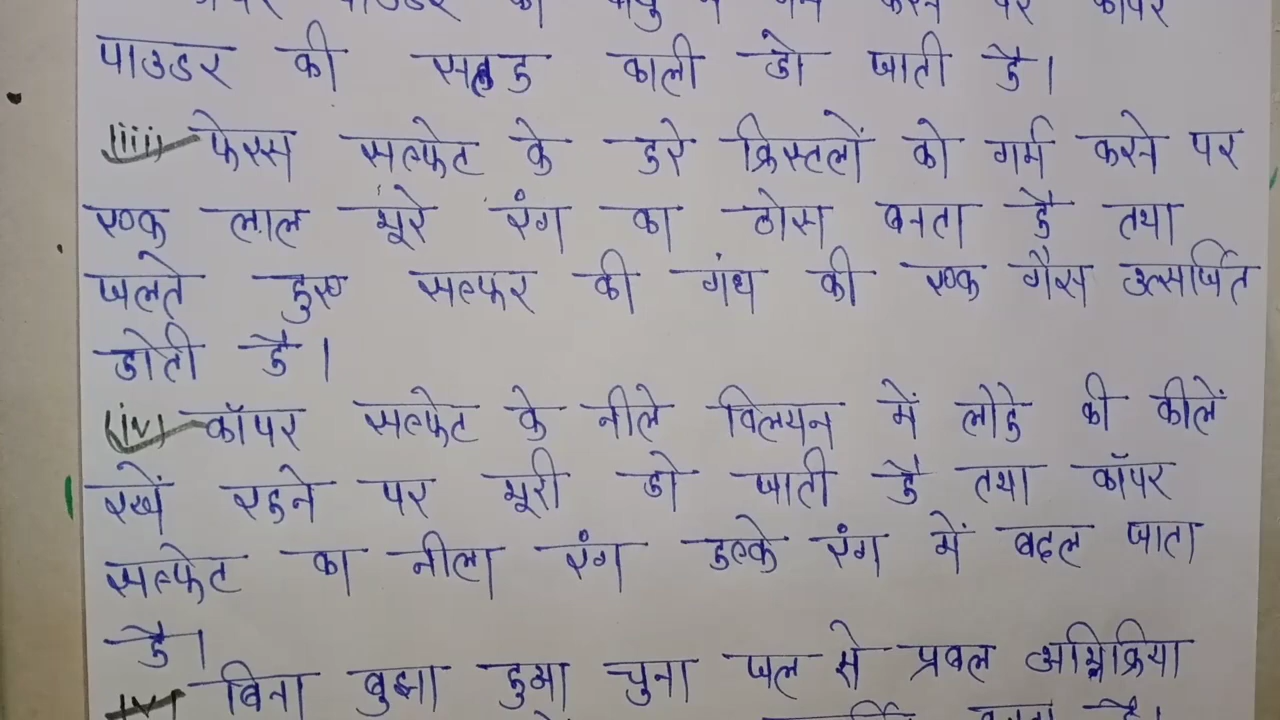 पाउडर की सतह काली हो जाती है।
(iii) फेरस सल्फेट के हरे क्रिस्टलों को गर्म करने पर
एक लाल भूरे रंग का ठोस बनता है तथा
जलते हुए सल्फर की गंध की एक गैस उत्सर्जित
होती है।
(iv) कॉपर सल्फेट के नीले विलयन में लोहे की कीलें
रखें रहने पर भूरी हो जाती है तथा कॉपर
सल्फेट का नीला रंग हल्के रंग में बदल जाता
है।
(v) बिना बुझा हुआ चुना जल से प्रबल अभिक्रिया